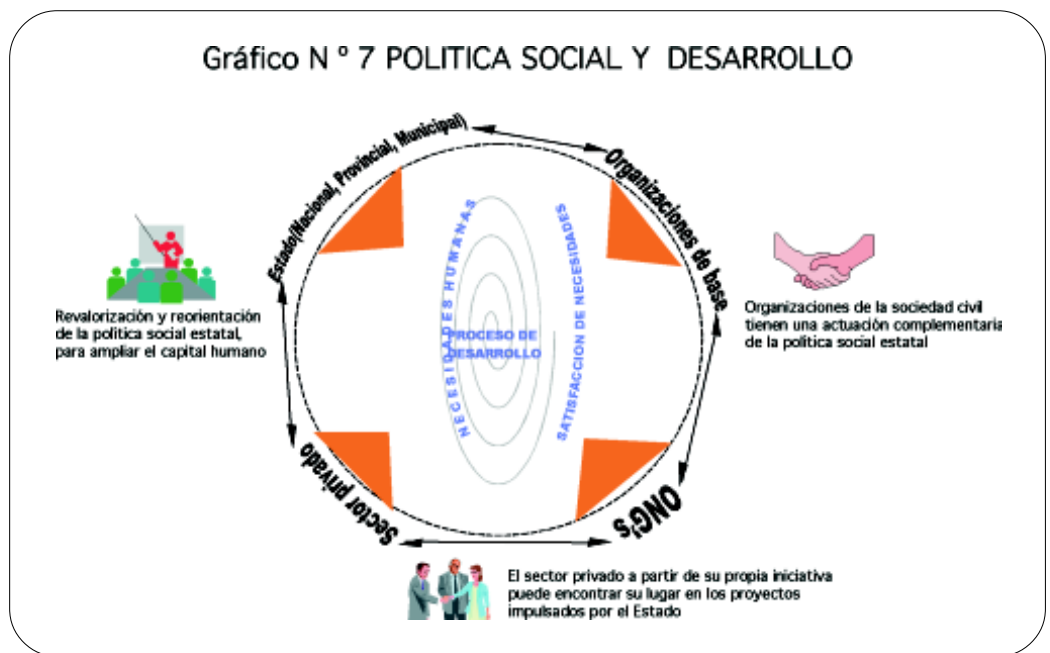 Gráfico N º 7 POLITICA SOCIAL Y DESARROLLO
Estado(Nacional, Provincial, Municipal)
Organizaciones de base
Revalorización y reorientación
de la política social estatal,
para ampliar el capital humano
NECESIDADES HUMANAS
PROCESO DE
DESARROLLO
SATISFACCION DE NECESIDADES
Organizaciones de la sociedad civil
tienen una actuación complementaria
de la política social estatal
Sector privado
ONG's
El sector privado a partir de su propia iniciativa
puede encontrar su lugar en los proyectos
impulsados por el Estado